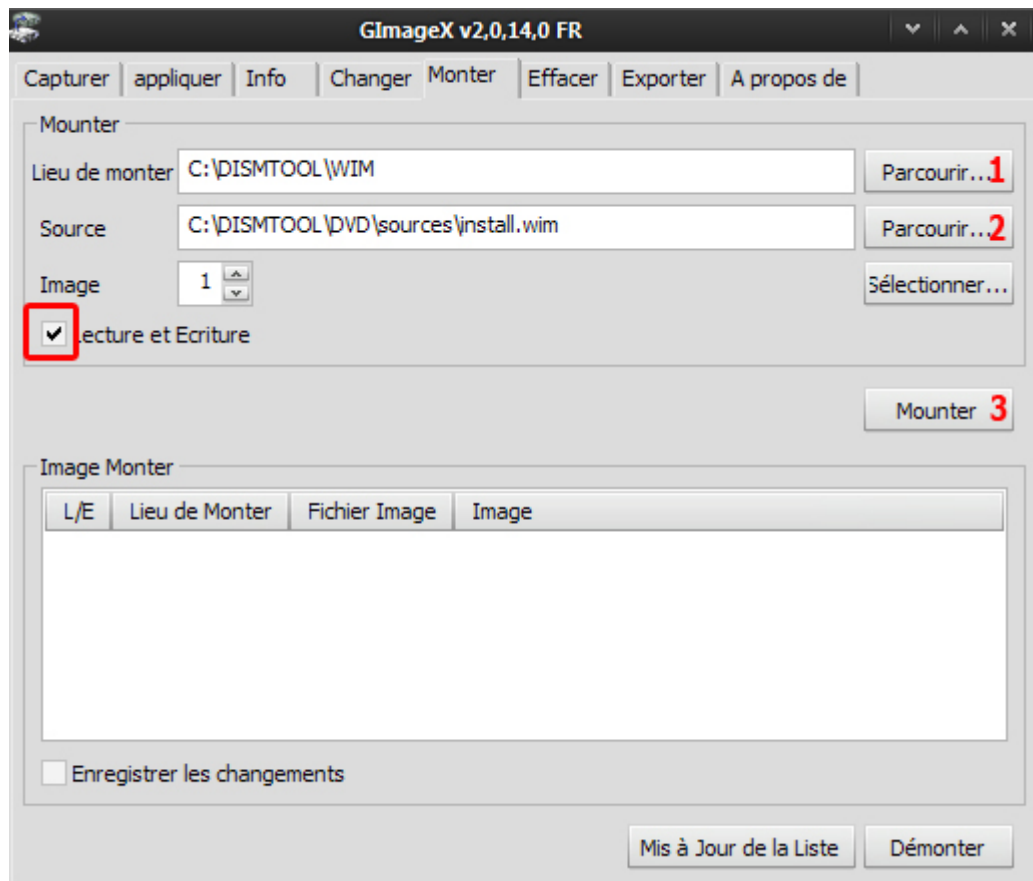 GImageX v2,0,14,0 FR
Capturer appliquer Info Changer Monter Effacer Exporter A propos de
Mounter
Lieu de monter C:\DISMTOOL\WIM Parcourir... 1
Source C:\DISMTOOL\DVD\sources\install.wim Parcourir... 2
Image 1 Sélectionner...
Lecture et Ecriture
Mounter 3
Image Monter
L/E Lieu de Monter Fichier Image Image
Enregistrer les changements
Mis à Jour de la Liste Démonter